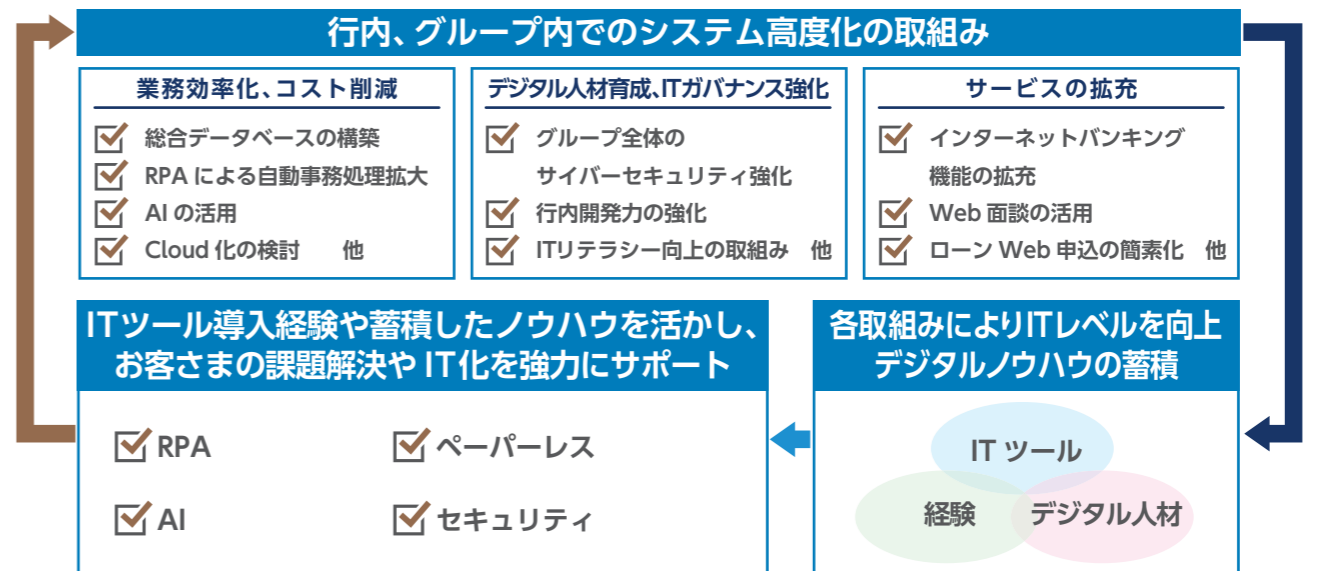 行内、グループ内でのシステム高度化の取組み
業務効率化、コスト削減
総合データベースの構築
RPA による自動事務処理拡大
AI の活用
Cloud 化の検討　他
デジタル人材育成、ITガバナンス強化
グループ全体の
サイバーセキュリティ強化
行内開発力の強化
ITリテラシー向上の取組み　他
サービスの拡充
インターネットバンキング
機能の拡充
Web 面談の活用
ローン Web 申込の簡素化　他
ITツール導入経験や蓄積したノウハウを活かし、
お客さまの課題解決や IT化を強力にサポート
RPA
ペーパーレス
AI
セキュリティ
各取組みによりITレベルを向上
デジタルノウハウの蓄積
IT ツール
経験
デジタル人材